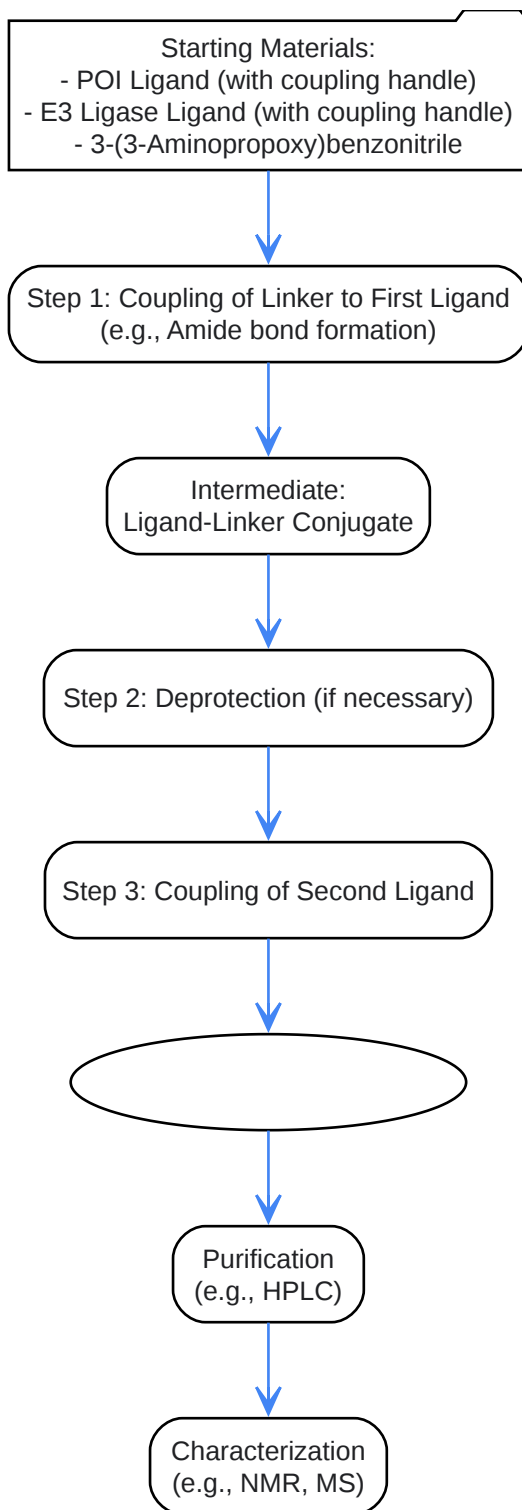 Starting Materials:
- POI Ligand (with coupling handle)
- E3 Ligase Ligand (with coupling handle)
- 3-(3-Aminopropoxy)benzonitrile
Step 1: Coupling of Linker to First Ligand
(e.g., Amide bond formation)
Intermediate:
Ligand-Linker Conjugate
Step 2: Deprotection (if necessary)
Step 3: Coupling of Second Ligand
Purification
(e.g., HPLC)
Characterization
(e.g., NMR, MS)